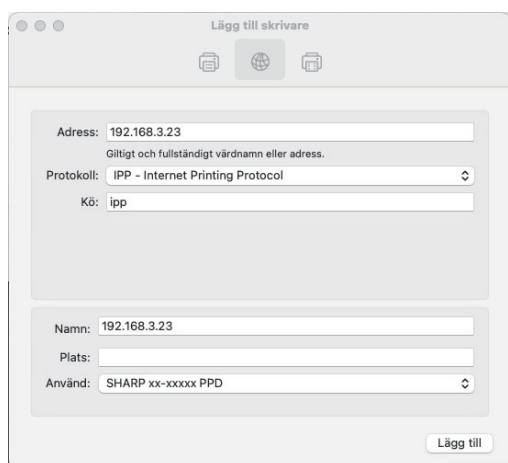 Lägg till skrivare
Adress: 192.168.3.23
Giltigt och fullständigt värdnamn eller adress.
Protokoll: IPP - Internet Printing Protocol
Kö: ipp
Namn: 192.168.3.23
Plats:
Använd: SHARP xx-xxxxx PPD
Lägg till